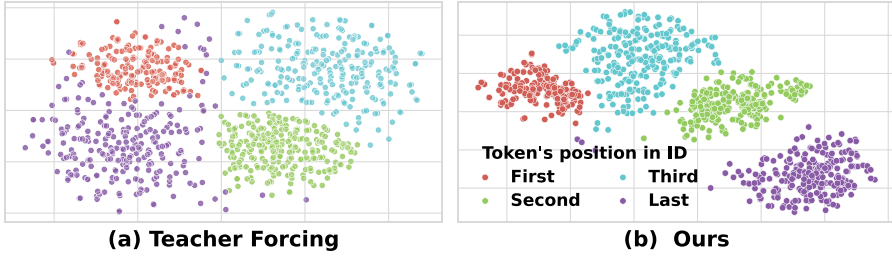 Token's position in ID
First Third
Second Last
(a) Teacher Forcing
(b) Ours